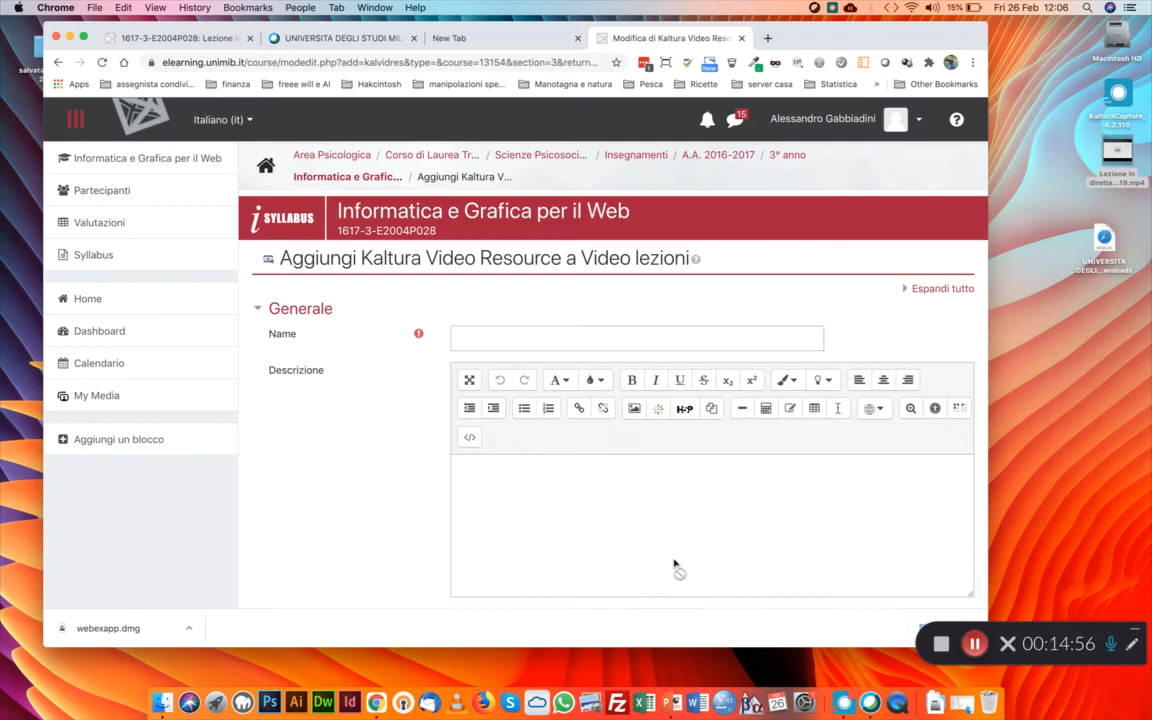 Chrome File Edit View History Bookmarks People Tab Window Help 15% Fri 26 Feb 12:06
1617-3-E2004P028: Lezione in UNIVERSITA DEGLI STUDI MIL New Tab Modifica di Kaltura Video Reso
elearning.unimib.it/course/modedit.php?add=kalvidres&type=&course=13154&section=3&return...
Apps assegnista condivi... finanza freee will e AI Hakcintosh manipolazioni spe... Manotagna e natura Pesca Ricette server casa Statistica » Other Bookmarks
Italiano (it) 15 Alessandro Gabbiadini
Informatica e Grafica per il Web
Partecipanti
Valutazioni
Syllabus
Home
Dashboard
Calendario
My Media
Aggiungi un blocco
Area Psicologica / Corso di Laurea Tr... / Scienze Psicosoci... / Insegnamenti / A.A. 2016-2017 / 3° anno
Informatica e Grafic... / Aggiungi Kaltura V...
i SYLLABUS
Informatica e Grafica per il Web
1617-3-E2004P028
Aggiungi Kaltura Video Resource a Video lezioni
Espandi tutto
Generale
Name
Descrizione
webexapp.dmg
00:14:56
Macintosh HD
KalturaCapture_
4.2.110
Lezione in
diretta...19.mp4
UNIVERSITA
DEGLI...wnloads
Ps Ai Dw Id